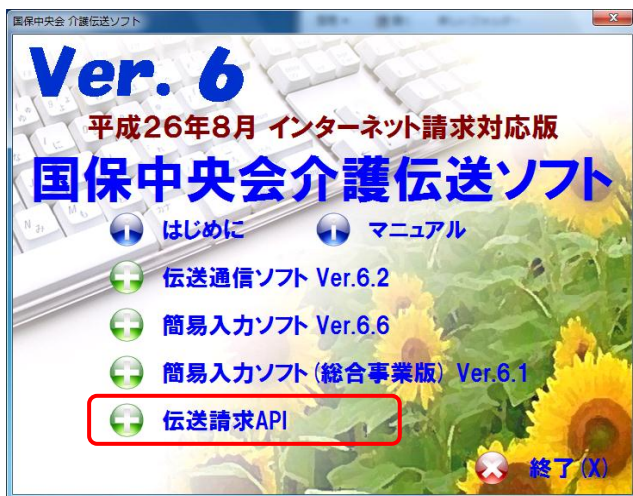 国保中央会 介護伝送ソフト
Ver. 6
平成26年8月 インターネット請求対応版
国保中央会介護伝送ソフト
はじめに マニュアル
伝送通信ソフト Ver.6.2
簡易入力ソフト Ver.6.6
簡易入力ソフト(総合事業版) Ver.6.1
伝送請求API
終了(X)